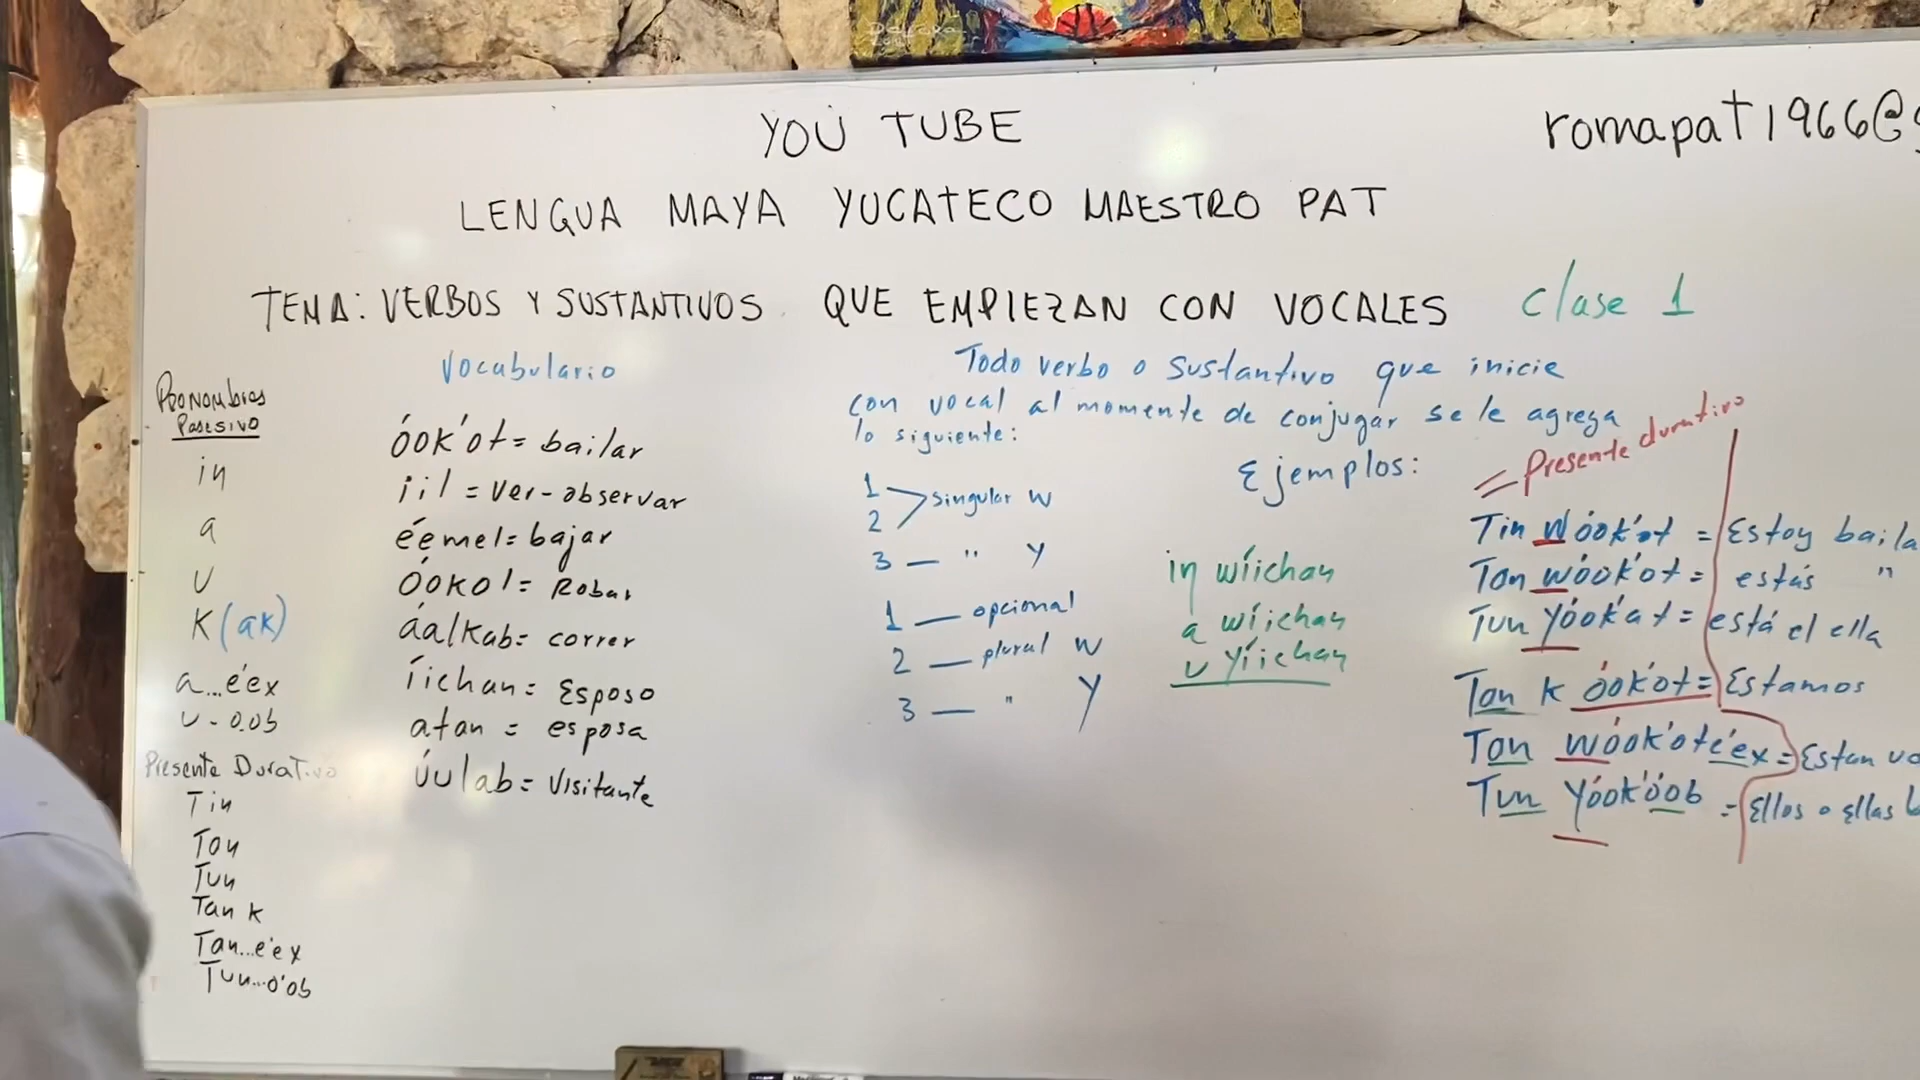 YOU TUBE
romapat1966@
LENGUA MAYA YUCATECO MAESTRO PAT
TEMA: VERBOS Y SUSTANTIVOS QUE EMPIEZAN CON VOCALES Clase 1
PRONOMbres
Posesivo
in
a
U
K (ak)
a...e'ex
U - o.ob
Presente Durativo
Tin
Tan
Tun
Tan K
Tan...e'ex
Tun...o'ob
Vocabulario
óok'ot = bailar
íil = ver-observar
éemel = bajar
Óokol = Robar
áalkab = correr
íichan = Esposo
atan = esposa
úulab = Visitante
Todo verbo o sustantivo que inicie
con vocal al momente de conjugar se le agrega
lo siguiente:
1
2 > singular W
3 — " Y
1 — opcional
2 — plural W
3 — " Y
Ejemplos:
in wíichan
a wíichan
U Yíichan
= Presente durativo
Tin Wóok'ot = Estoy baila
Tan wóok'ot = estás "
Tun Yóok'at = está el ella
Tan K óok'ot = Estamos
Tan wóok'ote'ex = Estan vo
Tun Yóok'óob = Ellos o Ellas b